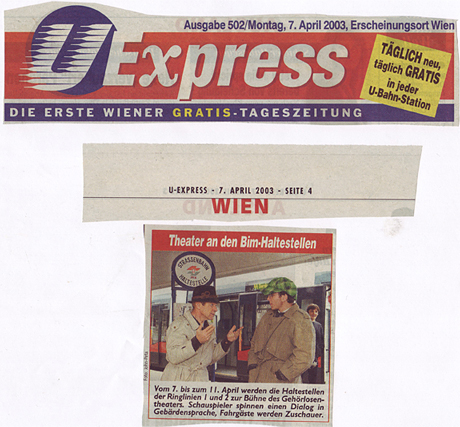 Ausgabe 502/Montag, 7. April 2003, Erscheinungsort Wien
U Express
TÄGLICH neu,
täglich GRATIS
in jeder
U-Bahn-Station
DIE ERSTE WIENER GRATIS-TAGESZEITUNG
U-EXPRESS - 7. APRIL 2003 - SEITE 4
WIEN
Theater an den Bim-Haltestellen
STRASSENBAHN
HALTESTELLE
Vom 7. bis zum 11. April werden die Haltestellen
der Ringlinien 1 und 2 zur Bühne des Gehörlosen-
theaters. Schauspieler spinnen einen Dialog in
Gebärdensprache, Fahrgäste werden Zuschauer.